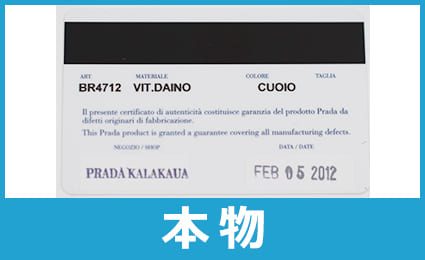 ART MATERIALE COLORE TAGLIA
BR4712 VIT.DAINO CUOIO
Il presente certificato di autenticità costituisce garanzia del prodotto Prada da
difetti originari di fabbricazione.
This Prada product is granted a guarantee covering all manufacturing defects.
NEGOZIO / SHOP DATA / DATE
PRADA KALAKAUA FEB 05 2012
本物